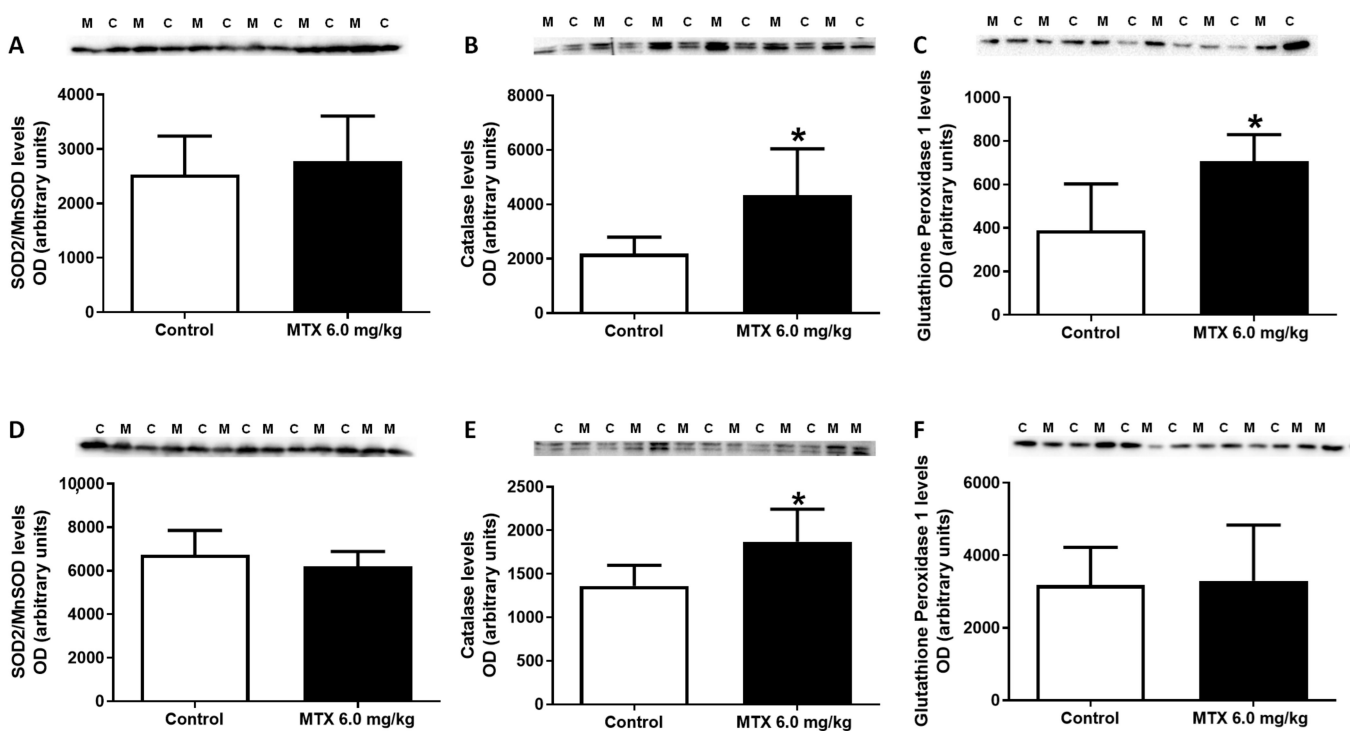 A
M C M C M C M C M C M C
SOD2/MnSOD levels
OD (arbitrary units)
4000
3000
2000
1000
0
Control
MTX 6.0 mg/kg
B
M C M C M C M C M C M C
Catalase levels
OD (arbitrary units)
8000
6000
4000
2000
0
*
Control
MTX 6.0 mg/kg
C
M C M C M C M C M C M C
Glutathione Peroxidase 1 levels
OD (arbitrary units)
1000
800
600
400
200
0
*
Control
MTX 6.0 mg/kg
D
C M C M C M C M C M C M M
SOD2/MnSOD levels
OD (arbitrary units)
10,000
8000
6000
4000
2000
0
Control
MTX 6.0 mg/kg
E
C M C M C M C M C M C M M
Catalase levels
OD (arbitrary units)
2500
2000
1500
1000
500
0
*
Control
MTX 6.0 mg/kg
F
C M C M C M C M C M C M M
Glutathione Peroxidase 1 levels
OD (arbitrary units)
6000
4000
2000
0
Control
MTX 6.0 mg/kg